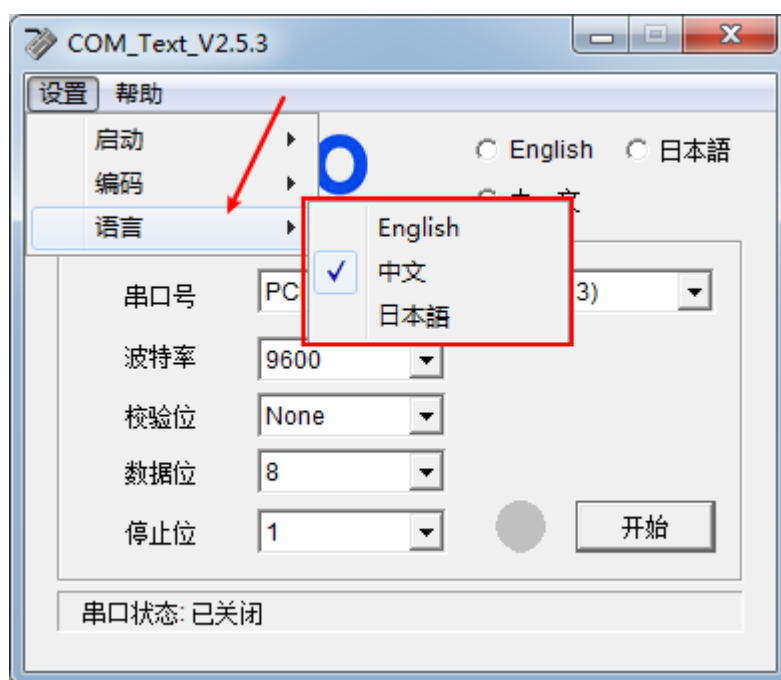 COM_Text_V2.5.3
设置 帮助
启动
编码
语言
English 日本語
English
中文
日本語
串口号 PC 3)
波特率 9600
校验位 None
数据位 8
停止位 1
开始
串口状态: 已关闭